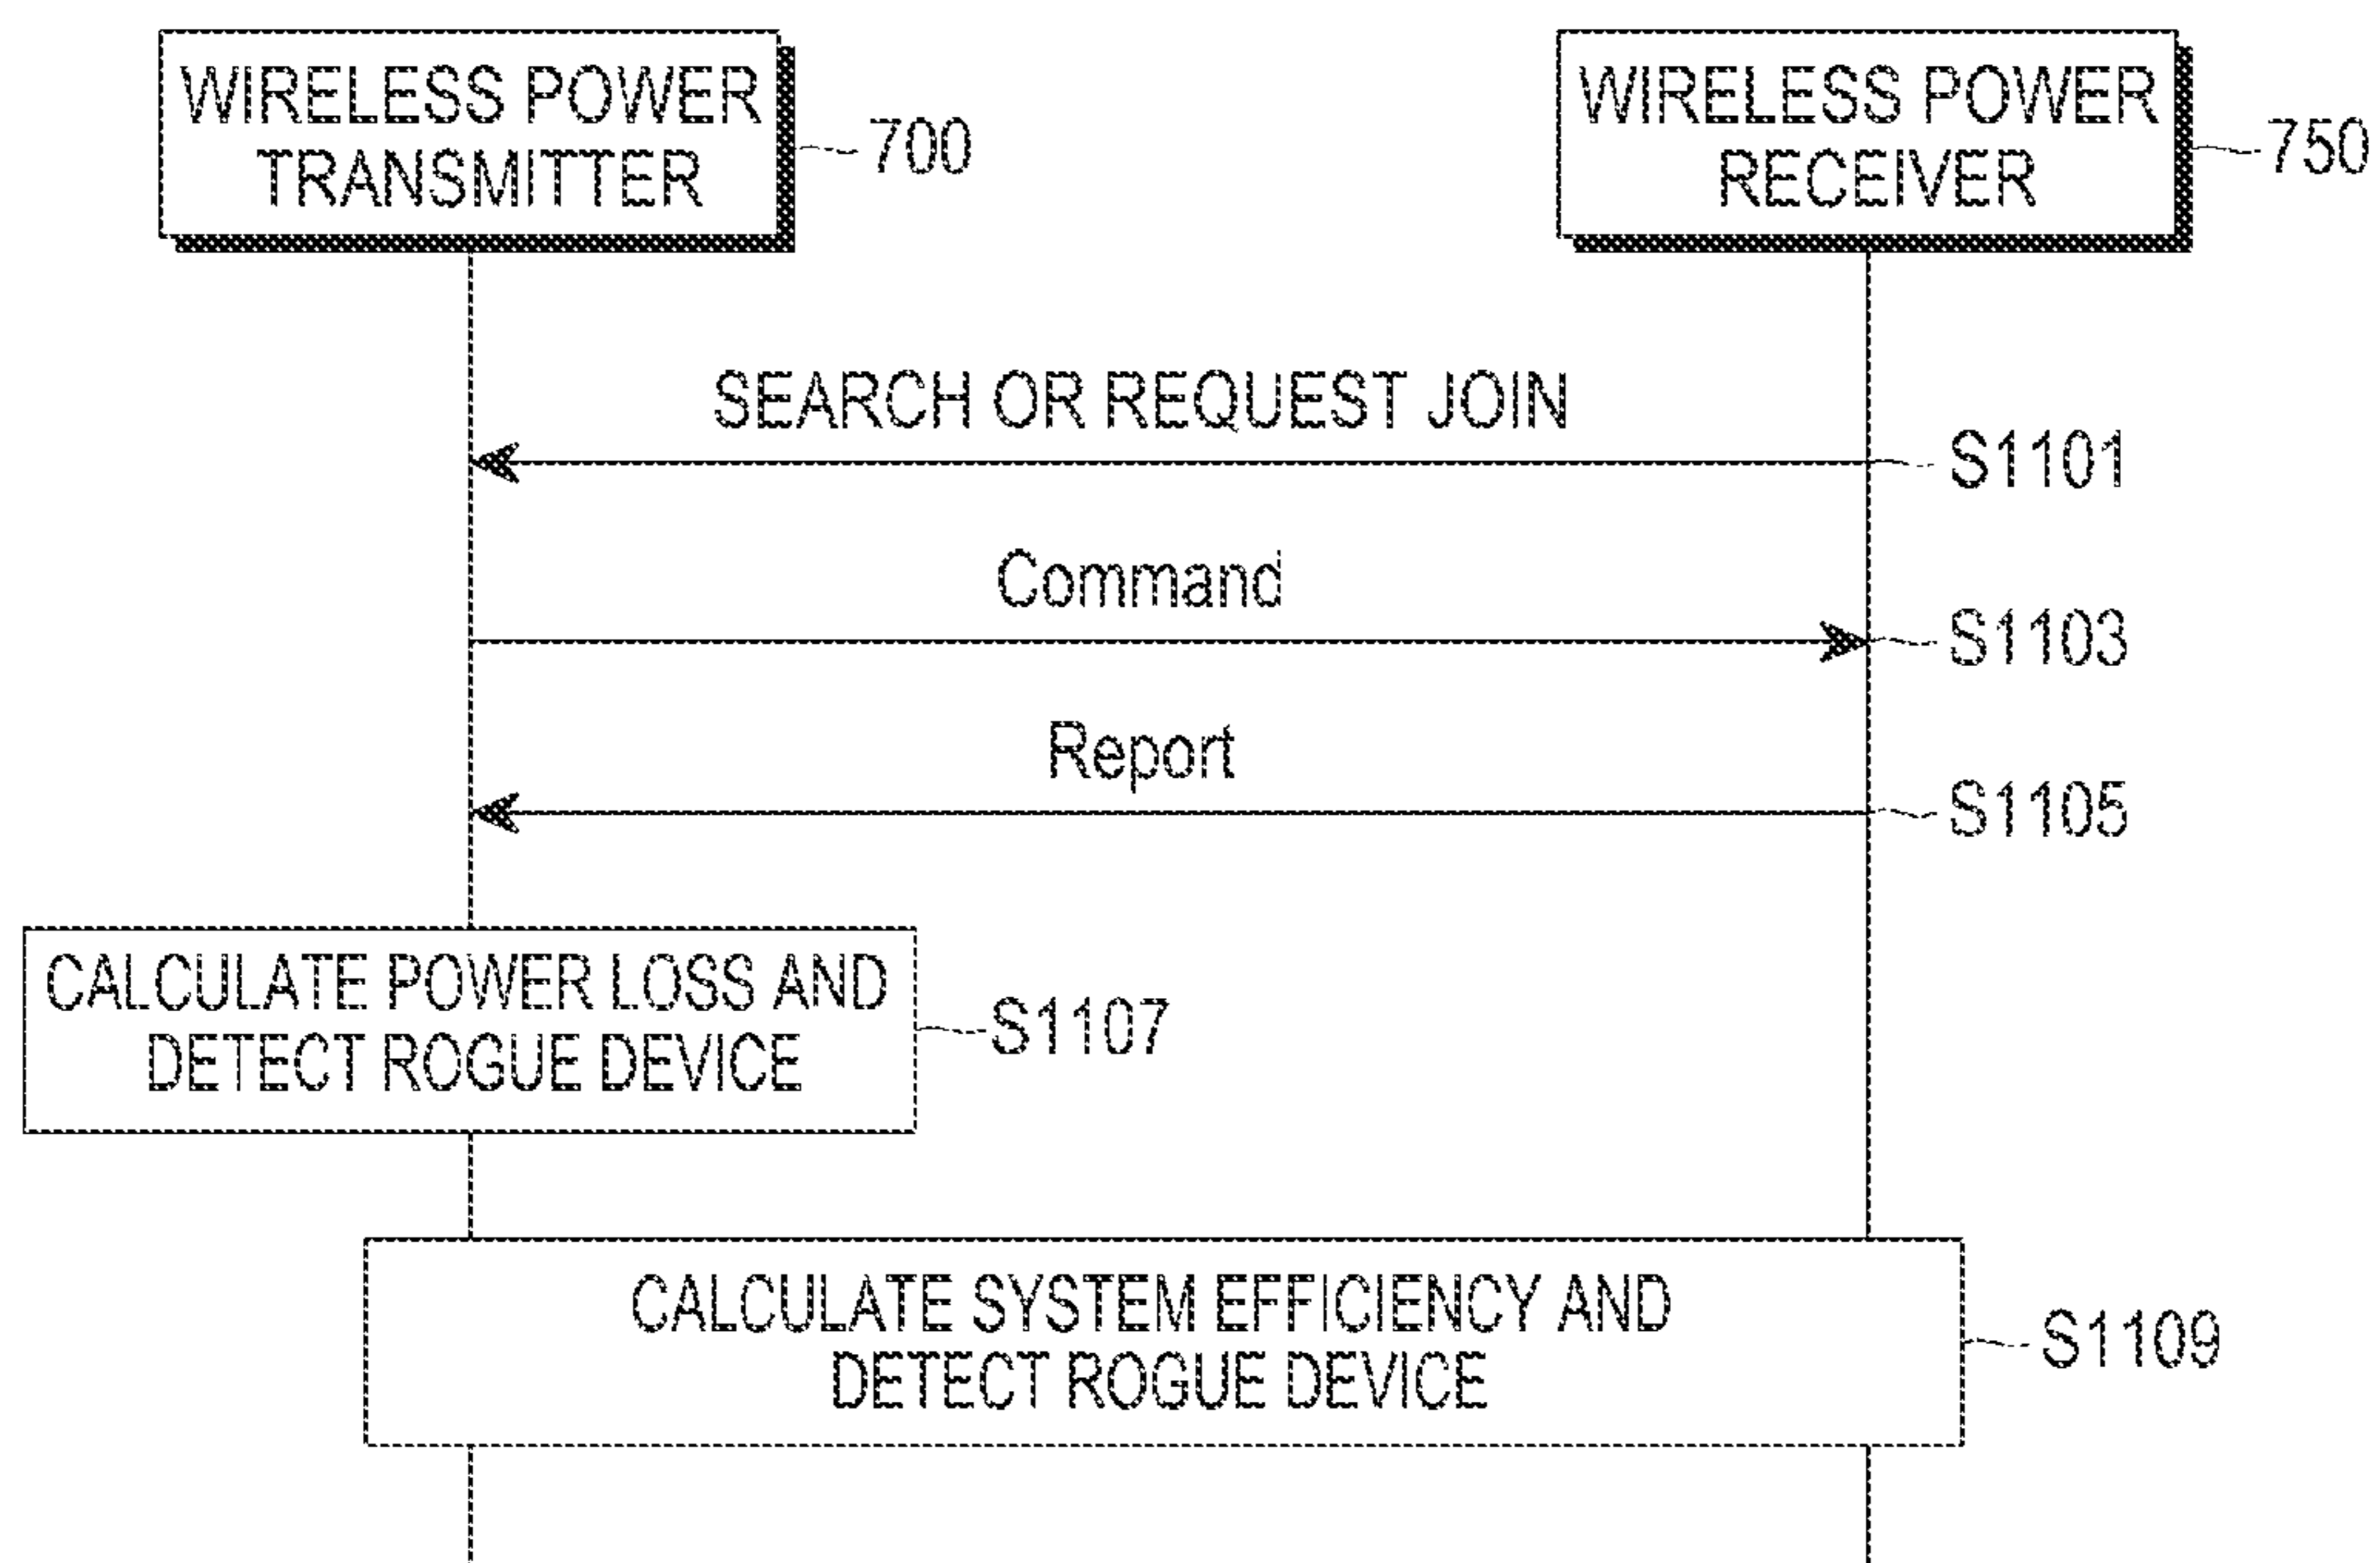 WIRELESS POWER
TRANSMITTER
700
WIRELESS POWER
RECEIVER
750
SEARCH OR REQUEST JOIN
S1101
Command
S1103
Report
S1105
CALCULATE POWER LOSS AND
DETECT ROGUE DEVICE
S1107
CALCULATE SYSTEM EFFICIENCY AND
DETECT ROGUE DEVICE
S1109